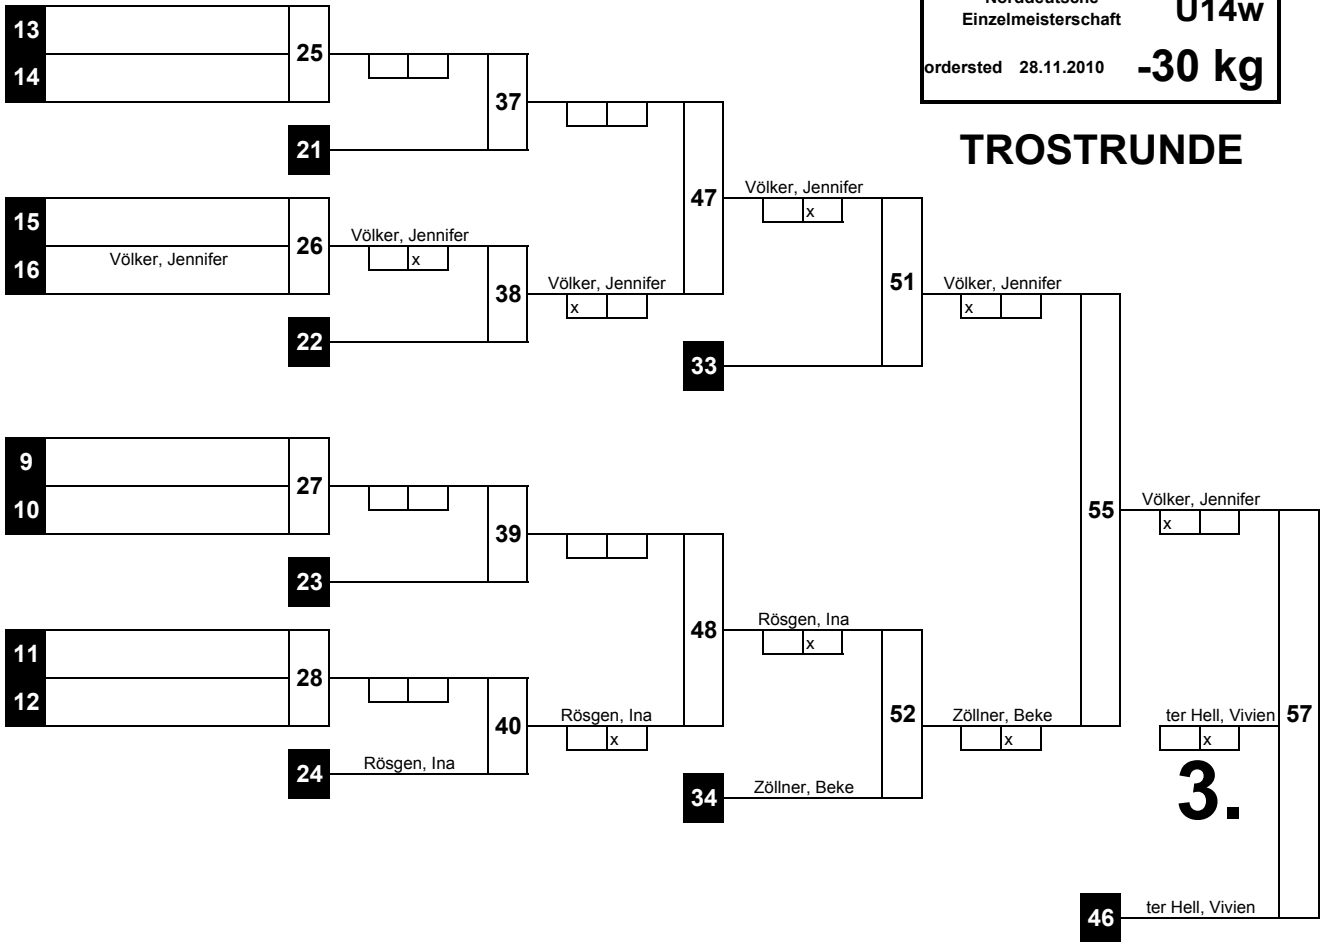 Einzelmeisterschaft
U14w
ordersted 28.11.2010 -30 kg
TROSTRUNDE
13
14
25
37
21
47
Völker, Jennifer
x
15
16
Völker, Jennifer
26
Völker, Jennifer
x
38
Völker, Jennifer
x
22
51
Völker, Jennifer
x
33
9
10
27
39
23
55
Völker, Jennifer
x
48
Rösgen, Ina
x
11
12
28
40
Rösgen, Ina
x
24
Rösgen, Ina
52
Zöllner, Beke
x
34
Zöllner, Beke
ter Hell, Vivien
x
57
3.
46
ter Hell, Vivien